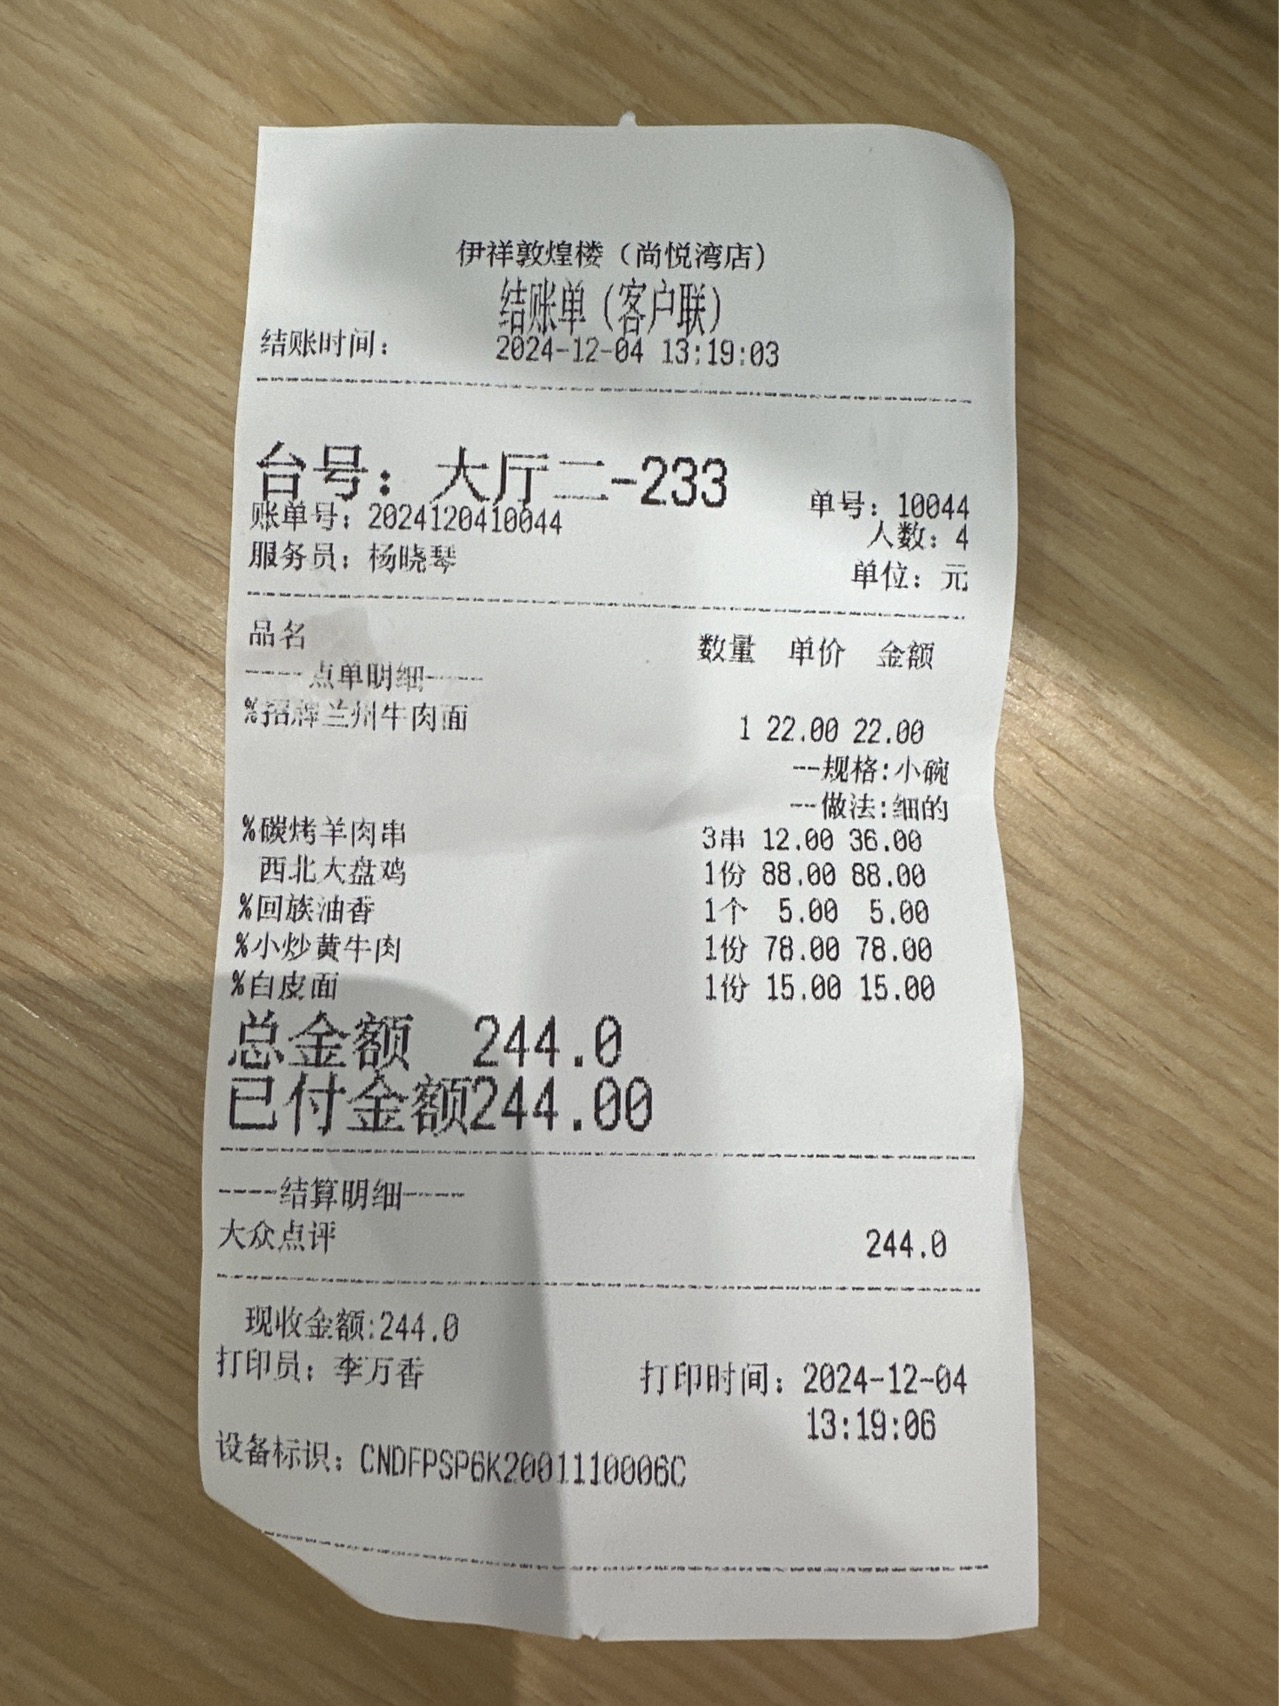 伊祥敦煌楼（尚悦湾店）
结账单（客户联）
结账时间： 2024-12-04 13:19:03
台号： 大厅二-233
单号：10044
账单号：2024120410044
人数：4
服务员：杨晓琴
单位：元
品名 数量 单价 金额
----点单明细----
%招牌兰州牛肉面 1 22.00 22.00
--规格:小碗
--做法:细的
%碳烤羊肉串 3串 12.00 36.00
西北大盘鸡 1份 88.00 88.00
%回族油香 1个 5.00 5.00
%小炒黄牛肉 1份 78.00 78.00
%白皮面 1份 15.00 15.00
总金额 244.0
已付金额244.00
----结算明细----
大众点评 244.0
现收金额:244.0
打印员：李万香 打印时间：2024-12-04
13:19:06
设备标识：CNDFPSP6K2001110006C